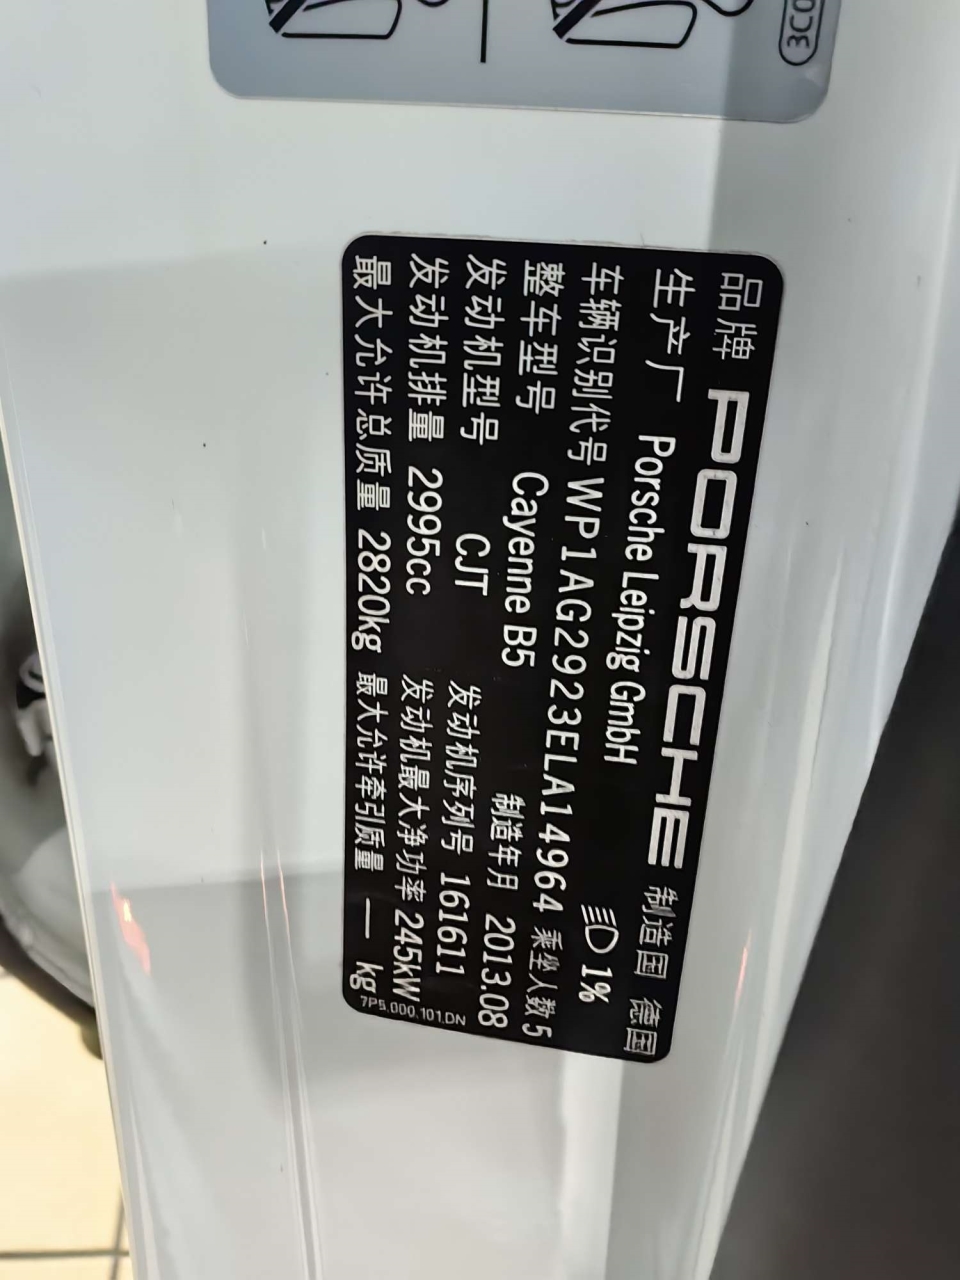 3C0
品牌 PORSCHE 制造国 德国
生产厂 Porsche Leipzig GmbH 1%
车辆识别代号 WP1AG2923ELA14964 乘坐人数 5
整车型号 Cayenne B5 制造年月 2013.08
发动机型号 CJT 发动机序列号 161611
发动机排量 2995cc 发动机最大净功率 245kW
最大允许总质量 2820kg 最大允许牵引质量 — kg
7P5.000.101.DN